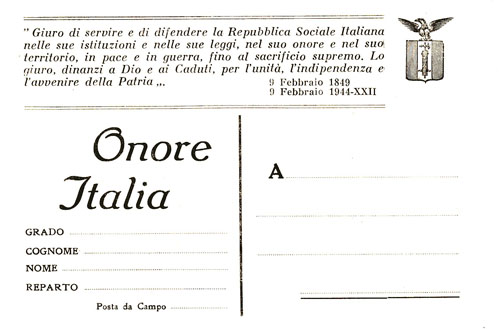 " Giuro di servire e di difendere la Repubblica Sociale Italiana
nelle sue istituzioni e nelle sue leggi, nel suo onore e nel suo
territorio, in pace e in guerra, fino al sacrificio supremo. Lo
giuro, dinanzi a Dio e ai Caduti, per l'unità, l'indipendenza e
l'avvenire della Patria „.
9 Febbraio 1849
9 Febbraio 1944-XXII
Onore
Italia
GRADO
COGNOME
NOME
REPARTO
Posta da Campo
A